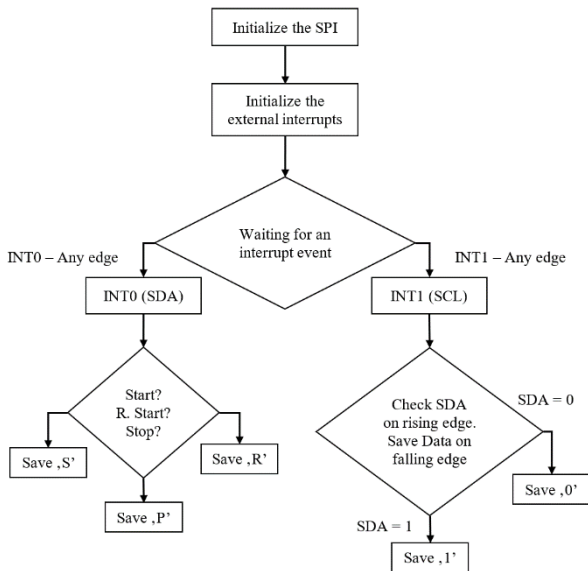 Initialize the SPI
Initialize the
external interrupts
Waiting for an
interrupt event
INT0 – Any edge
INT1 – Any edge
INT0 (SDA)
INT1 (SCL)
Start?
R. Start?
Stop?
Check SDA
on rising edge.
Save Data on
falling edge
SDA = 0
Save ‚S’
Save ‚R’
Save ‚P’
Save ‚0’
SDA = 1
Save ‚1’